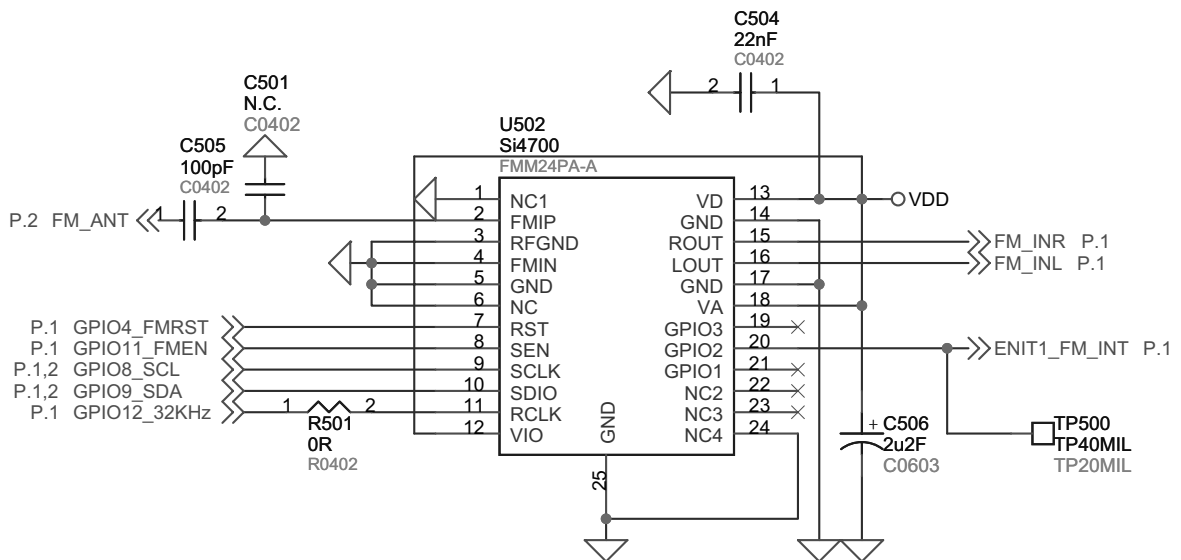 C504
22nF
C0402
2
1
C501
N.C.
C0402
C505
100pF
C0402
P.2 FM_ANT
1
2
U502
Si4700
FMM24PA-A
1 NC1
2 FMIP
3 RFGND
4 FMIN
5 GND
6 NC
7 RST
8 SEN
9 SCLK
10 SDIO
11 RCLK
12 VIO
VD 13
GND 14
ROUT 15
LOUT 16
GND 17
VA 18
GPIO3 19
GPIO2 20
GPIO1 21
NC2 22
NC3 23
NC4 24
GND
25
VDD
FM_INR P.1
FM_INL P.1
ENIT1_FM_INT P.1
P.1 GPIO4_FMRST
P.1 GPIO11_FMEN
P.1,2 GPIO8_SCL
P.1,2 GPIO9_SDA
P.1 GPIO12_32KHz
1
2
R501
0R
R0402
+ C506
2u2F
C0603
TP500
TP40MIL
TP20MIL